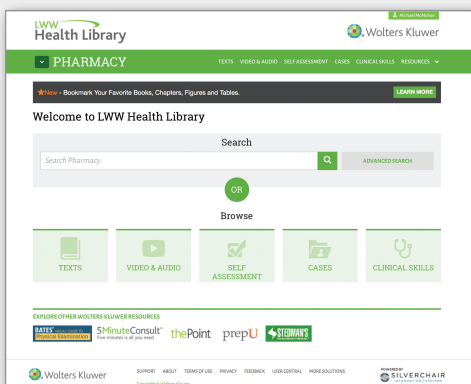 LWW
Health Library
Michael McMahan
Wolters Kluwer
PHARMACY
TEXTS VIDEO & AUDIO SELF ASSESSMENT CASES CLINICAL SKILLS RESOURCES
New - Bookmark Your Favorite Books, Chapters, Figures and Tables.
LEARN MORE
Welcome to LWW Health Library
Search
Search Pharmacy
ADVANCED SEARCH
OR
Browse
TEXTS
VIDEO & AUDIO
SELF
ASSESSMENT
CASES
CLINICAL SKILLS
EXPLORE OTHER WOLTERS KLUWER RESOURCES
BATES'
Physical Examination
5MinuteConsult
Five minutes is all you need
thePoint
prepU
STEDMAN'S
Wolters Kluwer
SUPPORT ABOUT TERMS OF USE PRIVACY FEEDBACK USER CENTRAL MORE SOLUTIONS
POWERED BY
SILVERCHAIR
INFORMATION SYSTEMS